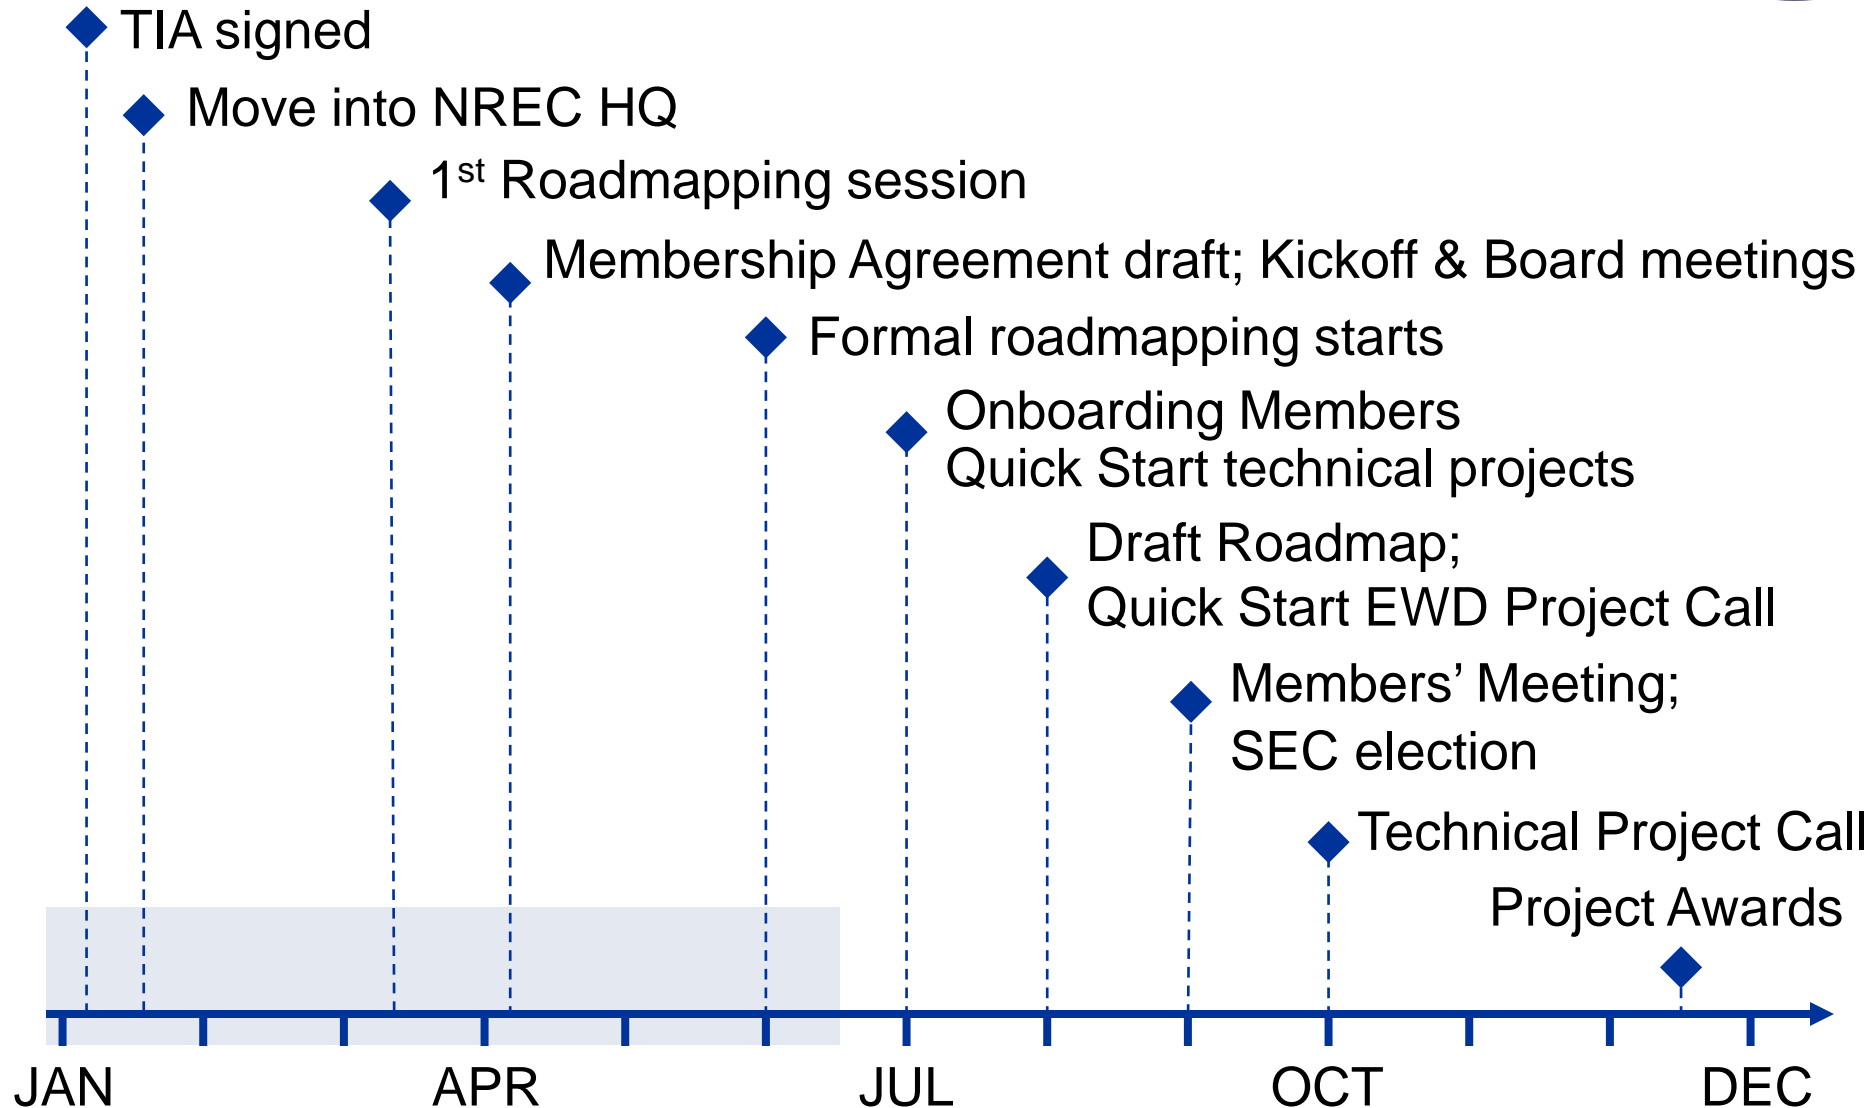 TIA signed
Move into NREC HQ
1st Roadmapping session
Membership Agreement draft; Kickoff & Board meetings
Formal roadmapping starts
Onboarding Members
Quick Start technical projects
Draft Roadmap;
Quick Start EWD Project Call
Members’ Meeting;
SEC election
Technical Project Call
Project Awards
JAN APR JUL OCT DEC